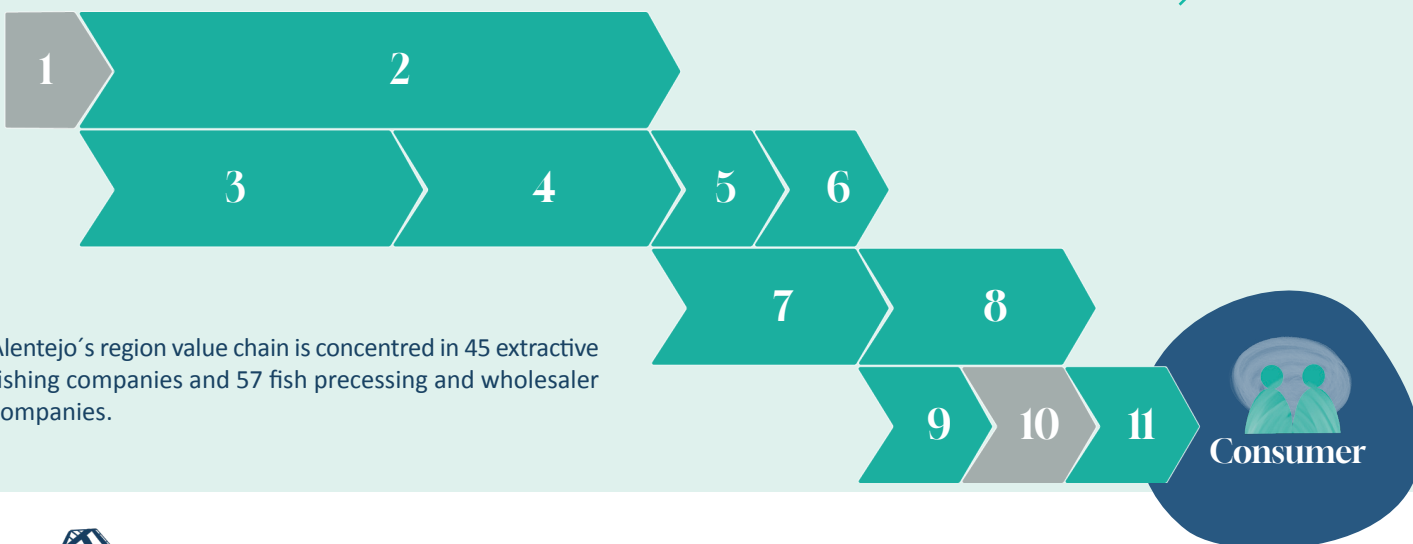 1
2
3
4
5
6
7
8
lentejo´s region value chain is concentred in 45 extractive
ishing companies and 57 fish precessing and wholesaler
ompanies.
9
10
11
Consumer